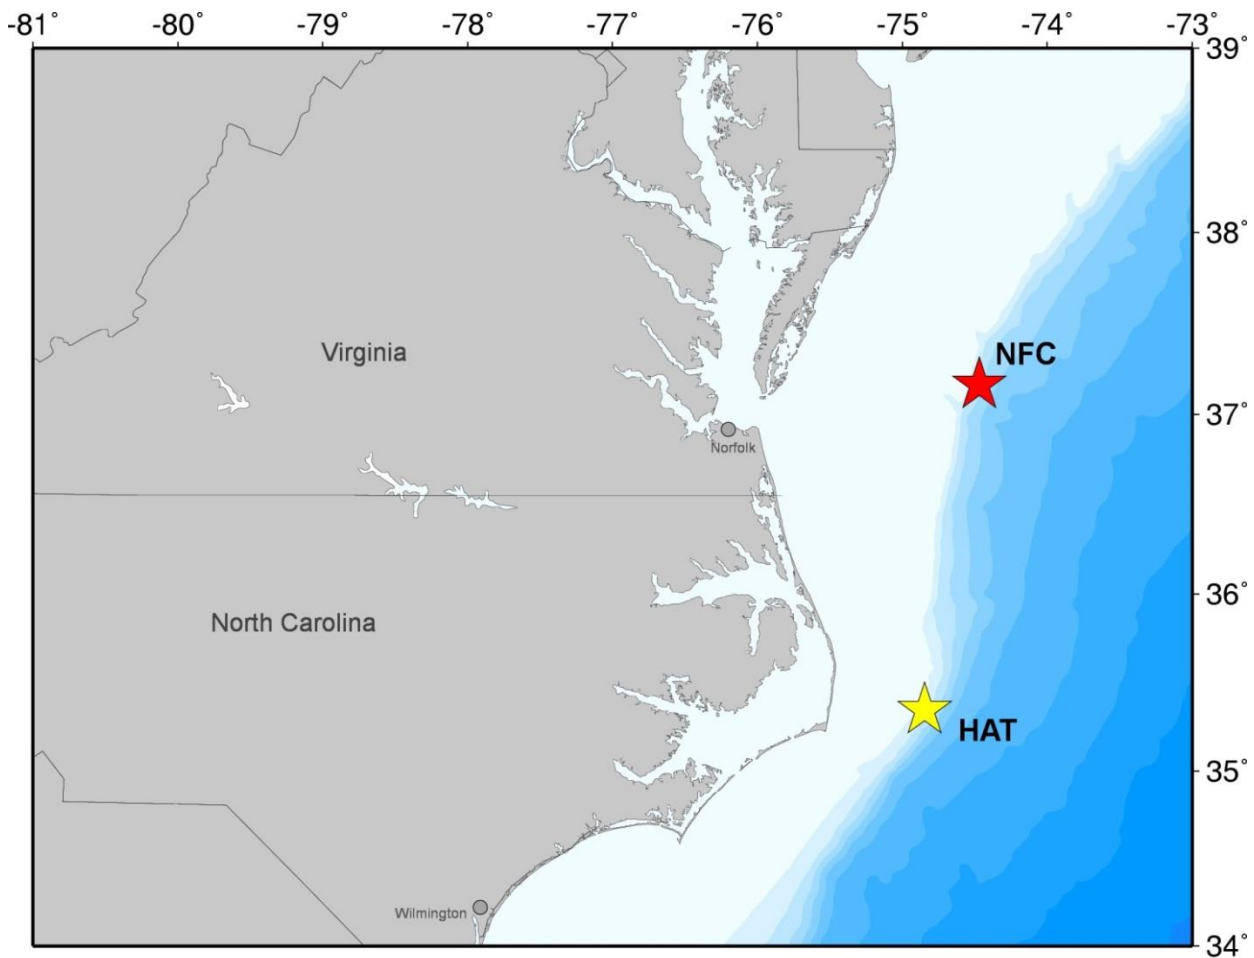 -81° -80° -79° -78° -77° -76° -75° -74° -73°
39°
38°
NFC
Virginia
37°
Norfolk
36°
North Carolina
HAT
35°
Wilmington
34°